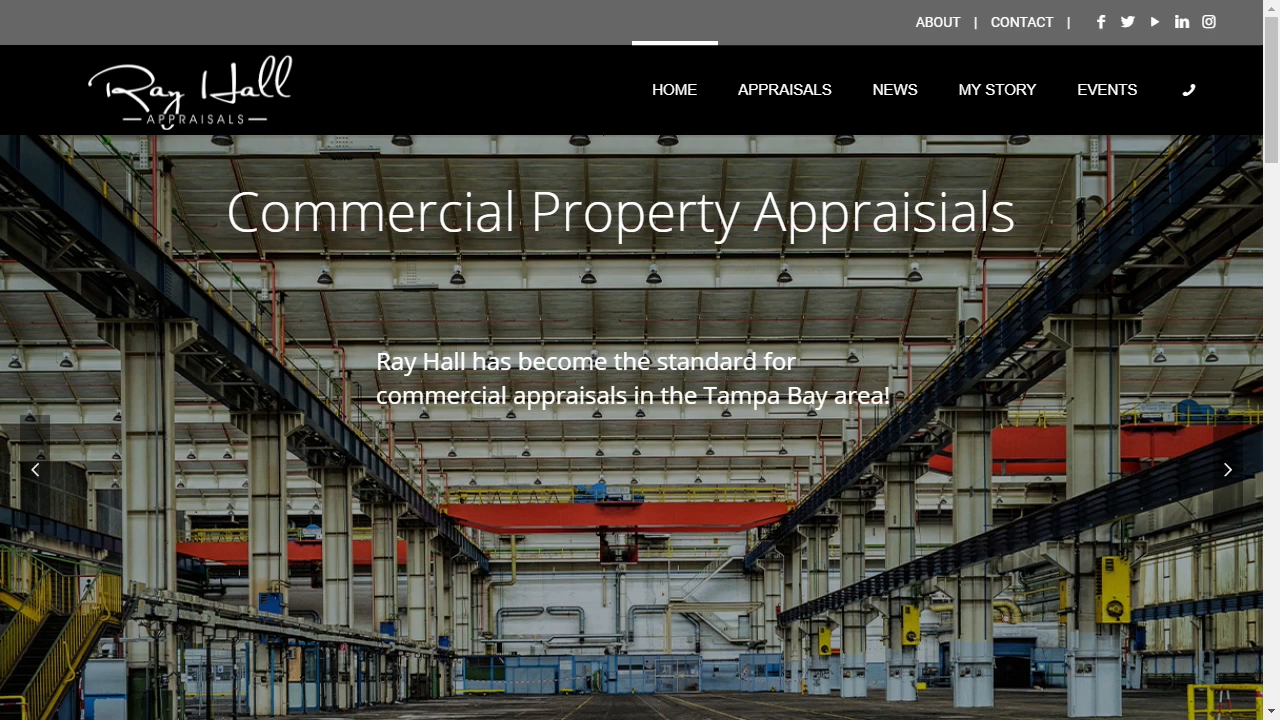 ABOUT | CONTACT |
Ray Hall
APPRAISALS
HOME APPRAISALS NEWS MY STORY EVENTS
Commercial Property Appraisials
Ray Hall has become the standard for
commercial appraisals in the Tampa Bay area!